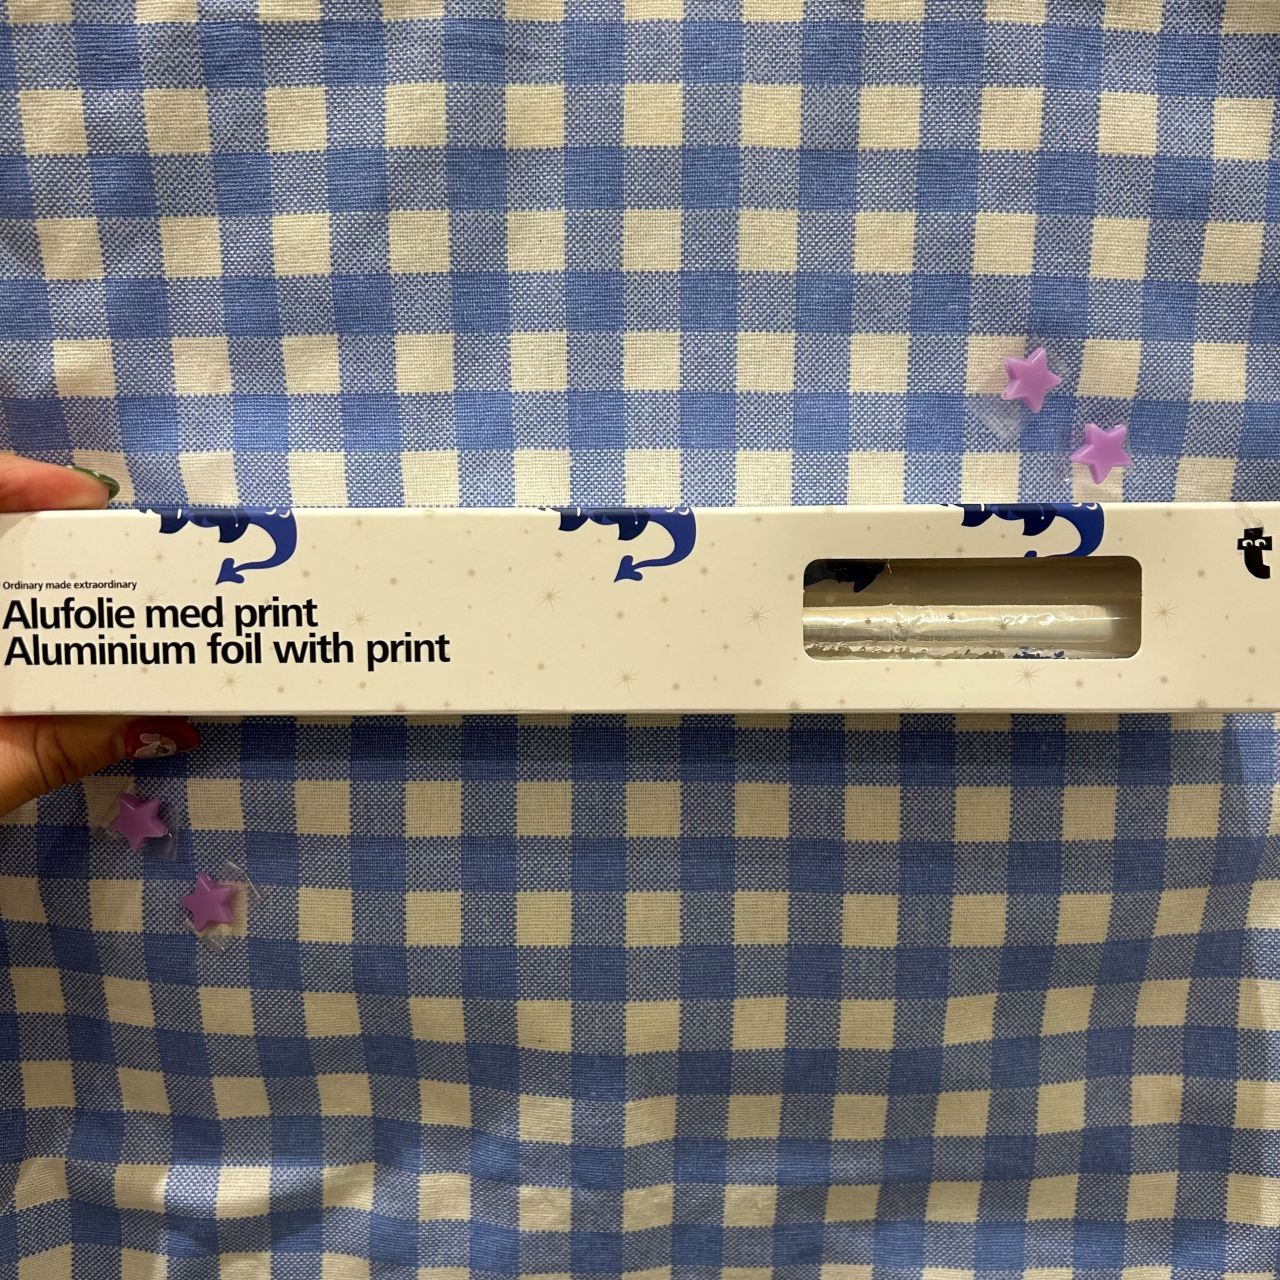 Ordinary made extraordinary
Alufolie med print
Aluminium foil with print